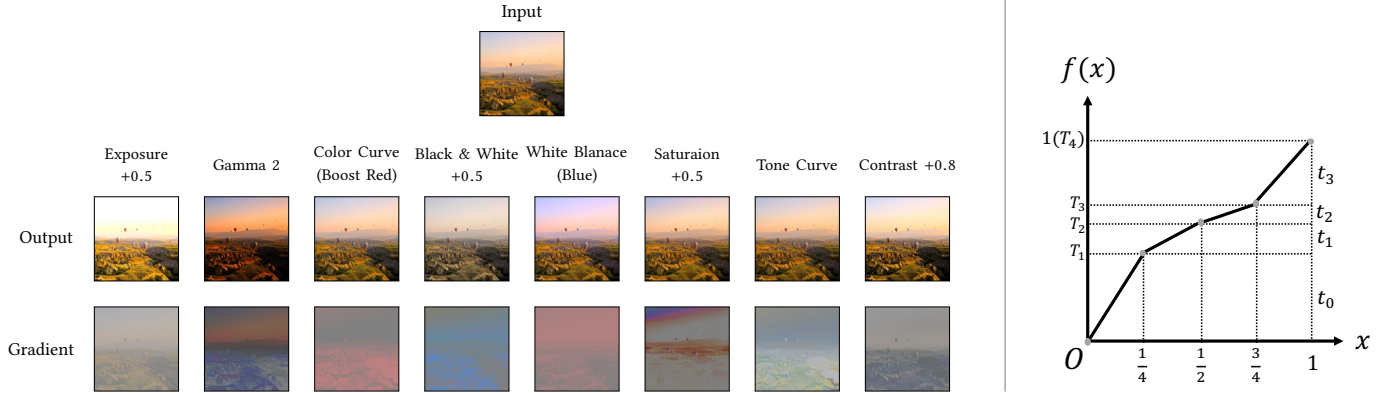 Input
Exposure
+0.5
Gamma 2
Color Curve
(Boost Red)
Black & White
+0.5
White Blanace
(Blue)
Saturaion
+0.5
Tone Curve
Contrast +0.8
Output
Gradient
f(x)
1(T₄)
T₃
T₂
T₁
t₃
t₂
t₁
t₀
O
1/4
1/2
3/4
1
x